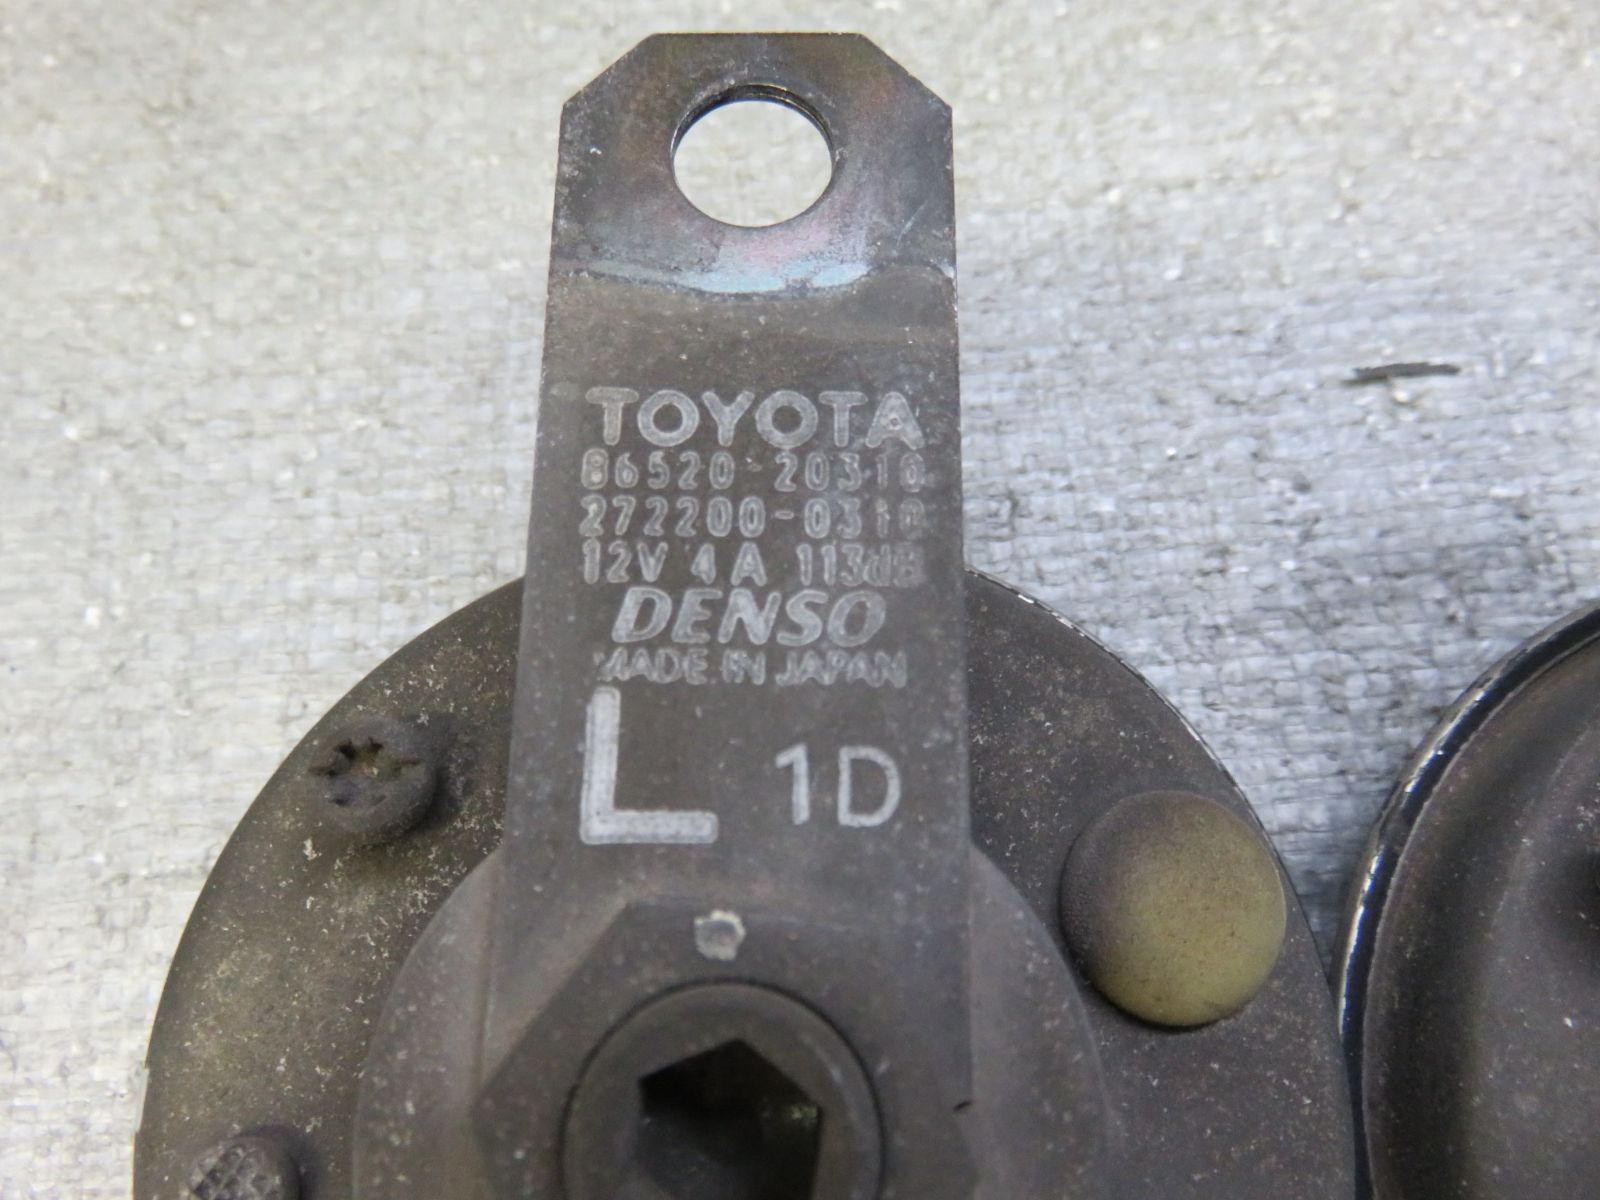 TOYOTA
86520-20310
272200-0310
12V 4A 113dB
DENSO
MADE IN JAPAN
L 1D